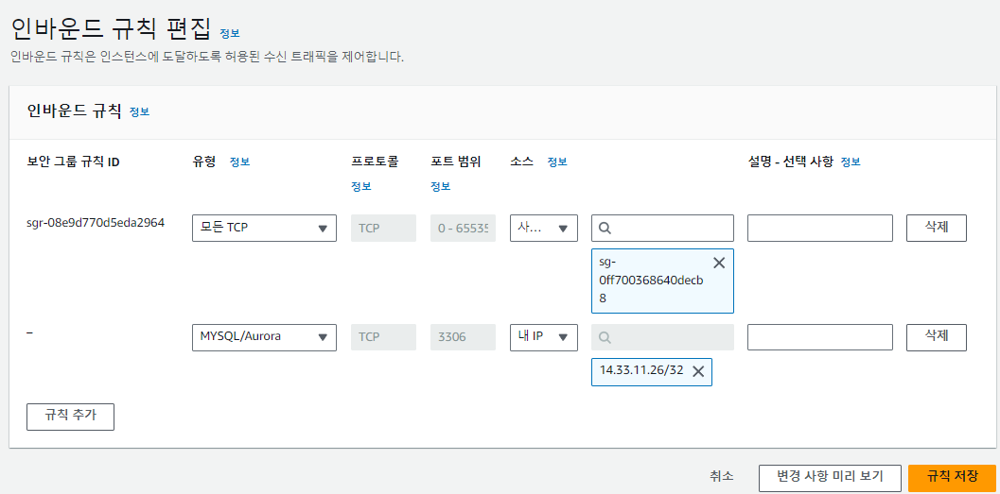 인바운드 규칙 편집 정보
인바운드 규칙은 인스턴스에 도달하도록 허용된 수신 트래픽을 제어합니다.
인바운드 규칙 정보
보안 그룹 규칙 ID 유형 정보 프로토콜 포트 범위 소스 정보 설명 - 선택 사항 정보
정보 정보
sgr-08e9d770d5eda2964 모든 TCP TCP 0 - 65535 사... 삭제
sg-
0ff700368640decb
8
– MYSQL/Aurora TCP 3306 내 IP 삭제
14.33.11.26/32
규칙 추가
취소 변경 사항 미리 보기 규칙 저장